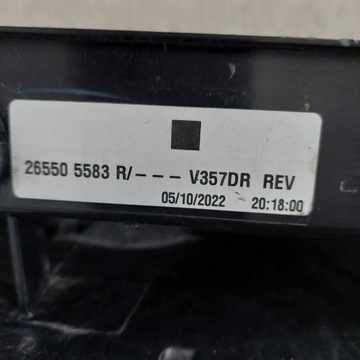 26550 5583 R/--- V357DR REV
05/10/2022 20:18:00